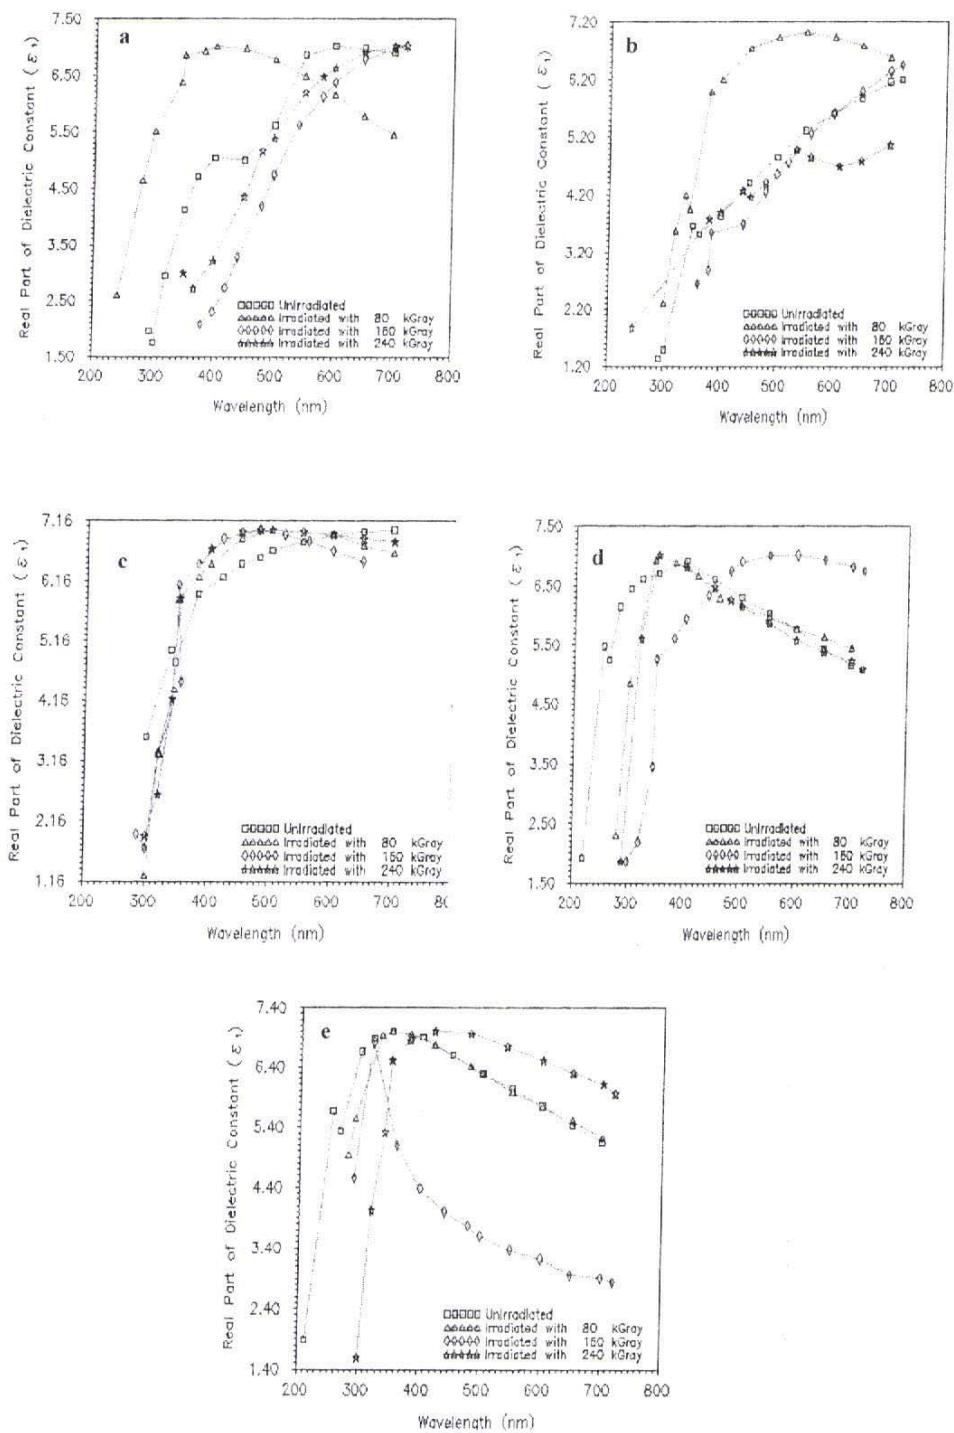 a
Real Part of Dielectric Constant (ε₁)
7.50
6.50
5.50
4.50
3.50
2.50
1.50
□□□□ Unirradiated
△△△△△ Irradiated with 80 kGray
◊◊◊◊◊ Irradiated with 160 kGray
★★★★★ Irradiated with 240 kGray
200 300 400 500 600 700 800
Wavelength (nm)
b
Real Part of Dielectric Constant (ε₁)
7.20
6.20
5.20
4.20
3.20
2.20
1.20
□□□□□ Unirradiated
△△△△△ Irradiated with 80 kGray
◊◊◊◊◊ Irradiated with 160 kGray
★★★★★ Irradiated with 240 kGray
200 300 400 500 600 700 800
Wavelength (nm)
c
Real Part of Dielectric Constant (ε₁)
7.16
6.16
5.16
4.16
3.16
2.16
1.16
□□□□□ Unirradiated
△△△△△ Irradiated with 80 kGray
◊◊◊◊◊ Irradiated with 160 kGray
★★★★★ Irradiated with 240 kGray
200 300 400 500 600 700 80
Wavelength (nm)
d
Real Part of Dielectric Constant (ε₁)
7.50
6.50
5.50
4.50
3.50
2.50
1.50
□□□□□ Unirradiated
△△△△△ Irradiated with 80 kGray
◊◊◊◊◊ Irradiated with 160 kGray
★★★★★ Irradiated with 240 kGray
200 300 400 500 600 700 800
Wavelength (nm)
e
Real Part of Dielectric Constant (ε₁)
7.40
6.40
5.40
4.40
3.40
2.40
1.40
□□□□□ Unirradiated
△△△△△ Irradiated with 80 kGray
◊◊◊◊◊ Irradiated with 160 kGray
★★★★★ Irradiated with 240 kGray
200 300 400 500 600 700 800
Wavelength (nm)